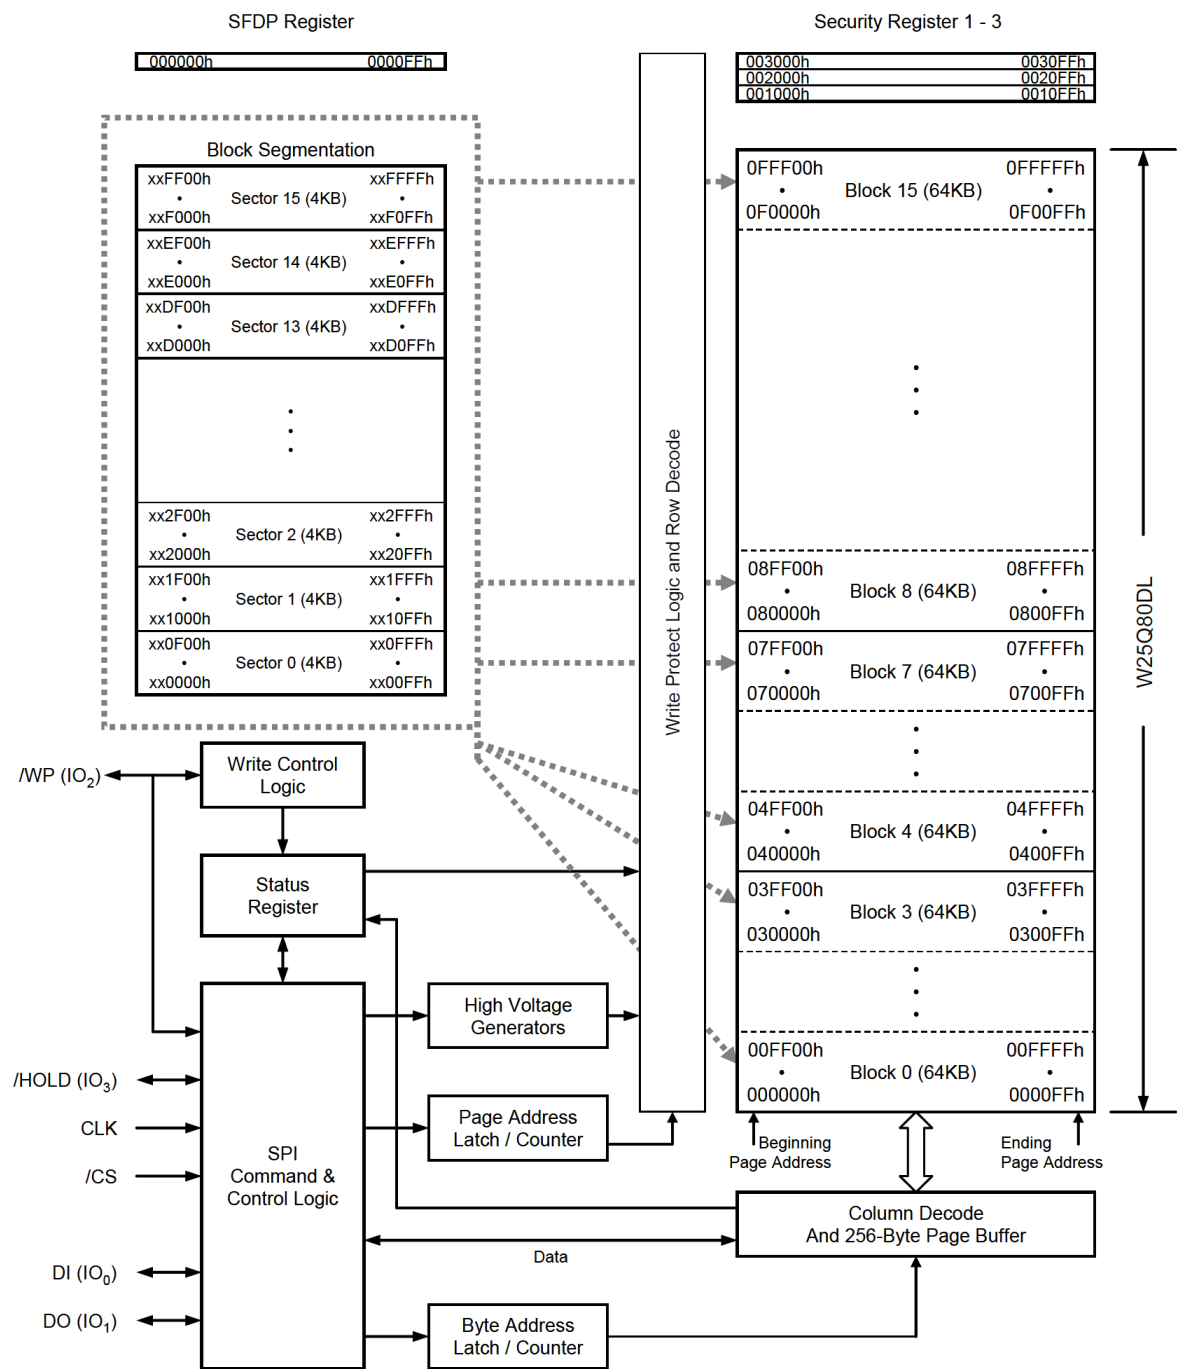 SFDP Register
000000h 0000FFh
Security Register 1 - 3
003000h 0030FFh
002000h 0020FFh
001000h 0010FFh
Block Segmentation
xxFF00h xxFFFFh
• Sector 15 (4KB) •
xxF000h xxF0FFh
xxEF00h xxEFFFh
• Sector 14 (4KB) •
xxE000h xxE0FFh
xxDF00h xxDFFFh
• Sector 13 (4KB) •
xxD000h xxD0FFh
•
•
•
xx2F00h xx2FFFh
• Sector 2 (4KB) •
xx2000h xx20FFh
xx1F00h xx1FFFh
• Sector 1 (4KB) •
xx1000h xx10FFh
xx0F00h xx0FFFh
• Sector 0 (4KB) •
xx0000h xx00FFh
Write Protect Logic and Row Decode
0FFF00h 0FFFFFh
• Block 15 (64KB) •
0F0000h 0F00FFh
•
•
•
08FF00h 08FFFFh
• Block 8 (64KB) •
080000h 0800FFh
07FF00h 07FFFFh
• Block 7 (64KB) •
070000h 0700FFh
•
•
•
04FF00h 04FFFFh
• Block 4 (64KB) •
040000h 0400FFh
03FF00h 03FFFFh
• Block 3 (64KB) •
030000h 0300FFh
•
•
•
00FF00h 00FFFFh
• Block 0 (64KB) •
000000h 0000FFh
W25Q80DL
Beginning
Page Address
Ending
Page Address
/WP (IO2)
Write Control
Logic
Status
Register
High Voltage
Generators
/HOLD (IO3)
CLK
/CS
DI (IO0)
DO (IO1)
SPI
Command &
Control Logic
Page Address
Latch / Counter
Column Decode
And 256-Byte Page Buffer
Data
Byte Address
Latch / Counter